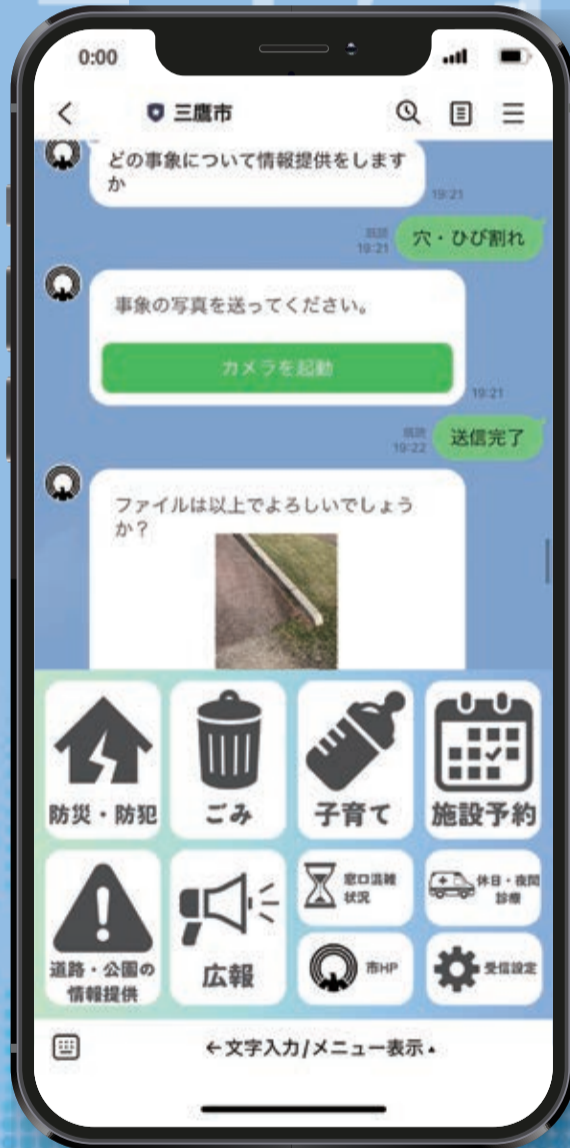 0:00
三鷹市
どの事象について情報提供をします
か
19:21
既読
19:21
穴・ひび割れ
事象の写真を送ってください。
カメラを起動
19:21
既読
19:22
送信完了
ファイルは以上でよろしいでしょう
か？
防災・防犯
ごみ
子育て
施設予約
道路・公園の
情報提供
広報
窓口混雑
状況
休日・夜間
診療
市HP
受信設定
←文字入力/メニュー表示▲